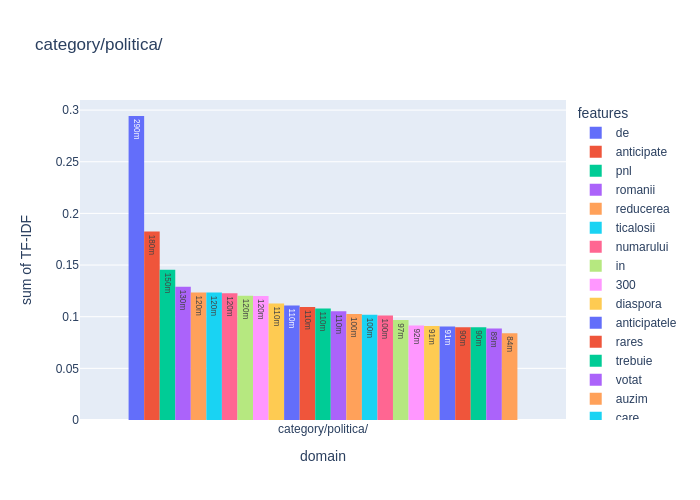 category/politica/
0.3
0.25
0.2
0.15
0.1
0.05
0
sum of TF-IDF
290m
180m
150m
130m
120m
120m
120m
120m
120m
110m
110m
110m
110m
110m
100m
100m
100m
97m
92m
91m
91m
90m
90m
89m
84m
category/politica/
domain
features
de
anticipate
pnl
romanii
reducerea
ticalosii
numarului
in
300
diaspora
anticipatele
rares
trebuie
votat
auzim
care